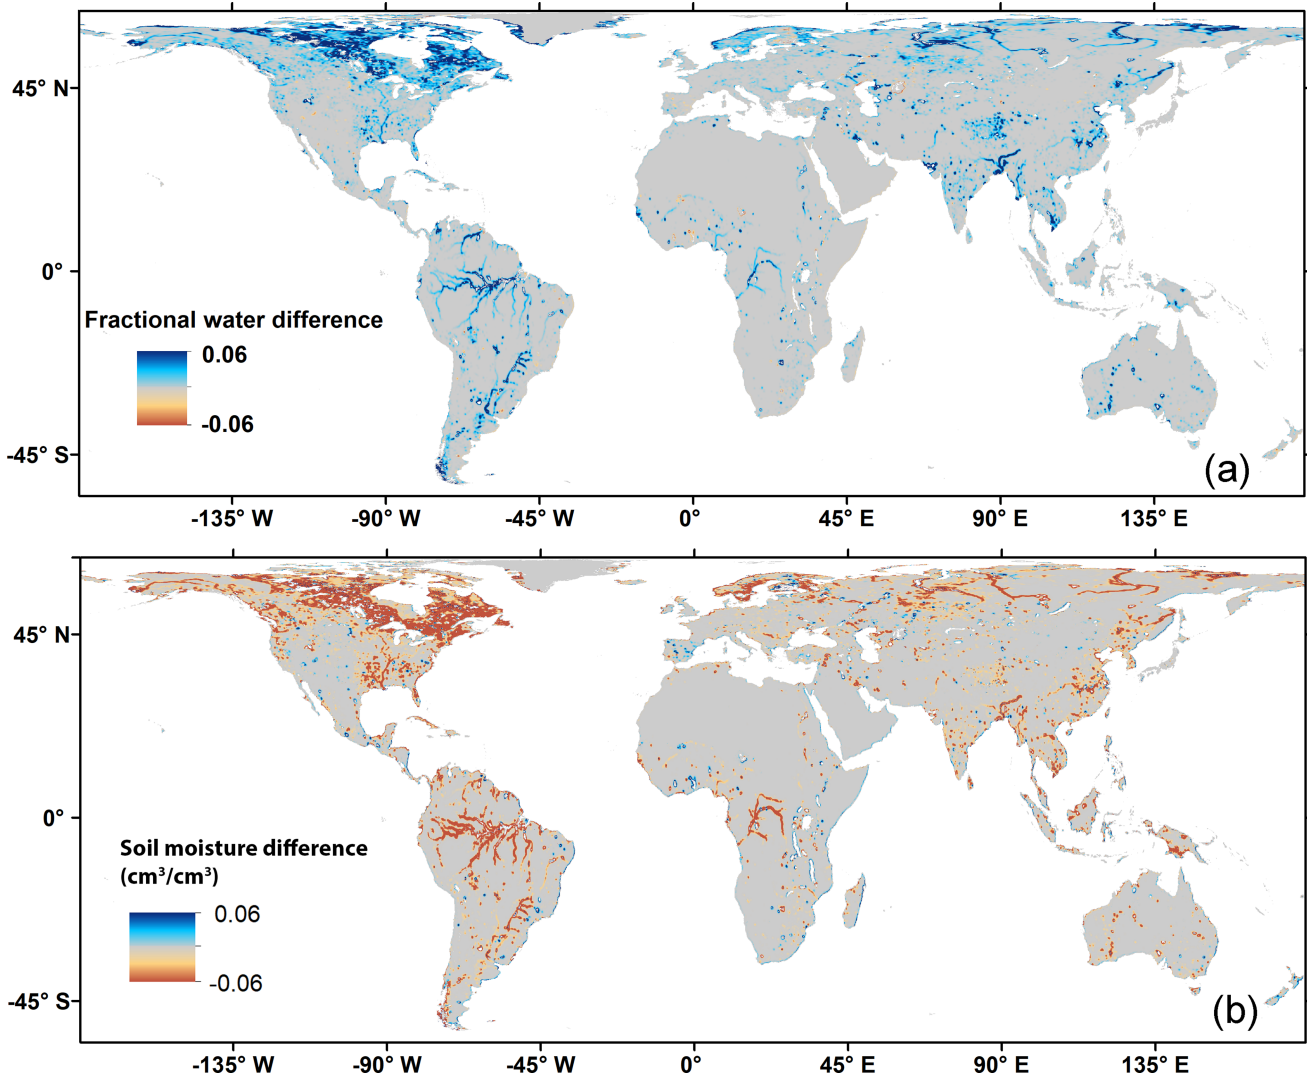 45° N
0°
-45° S
Fractional water difference
0.06
-0.06
(a)
-135° W -90° W -45° W 0° 45° E 90° E 135° E
45° N
0°
-45° S
Soil moisture difference
(cm³/cm³)
0.06
-0.06
(b)
-135° W -90° W -45° W 0° 45° E 90° E 135° E